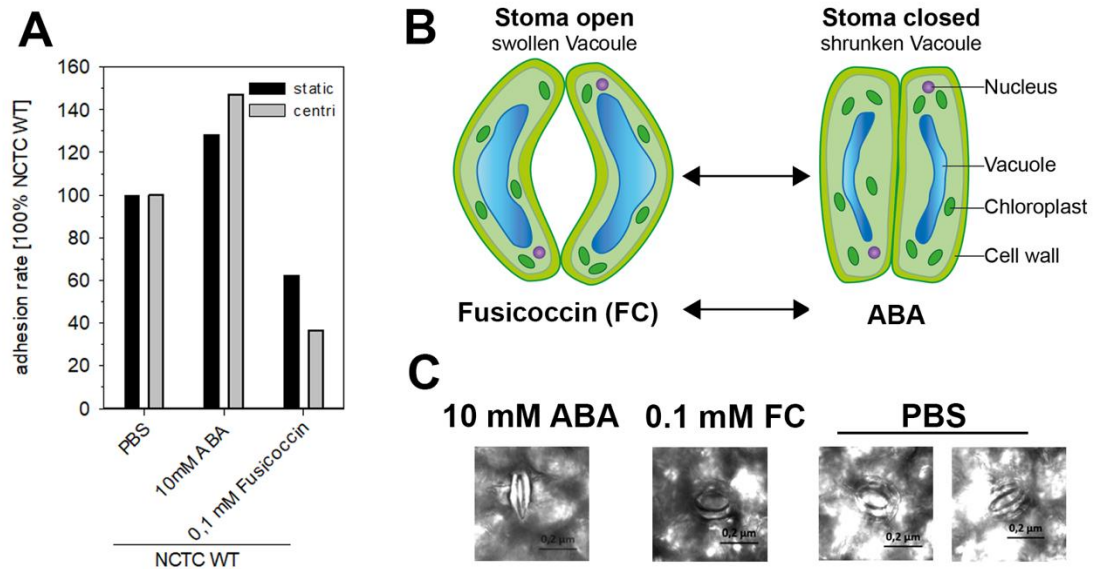 A
160
140
120
100
80
60
40
20
0
adhesion rate [100% NCTC WT]
static
centri
PBS
10mM ABA
0,1 mM Fusicoccin
NCTC WT
B
Stoma open
swollen Vacoule
Stoma closed
shrunken Vacuole
Nucleus
Vacuole
Chloroplast
Cell wall
Fusicoccin (FC)
ABA
C
10 mM ABA
0.1 mM FC
PBS
0,2 µm
0,2 µm
0,2 µm
0,2 µm